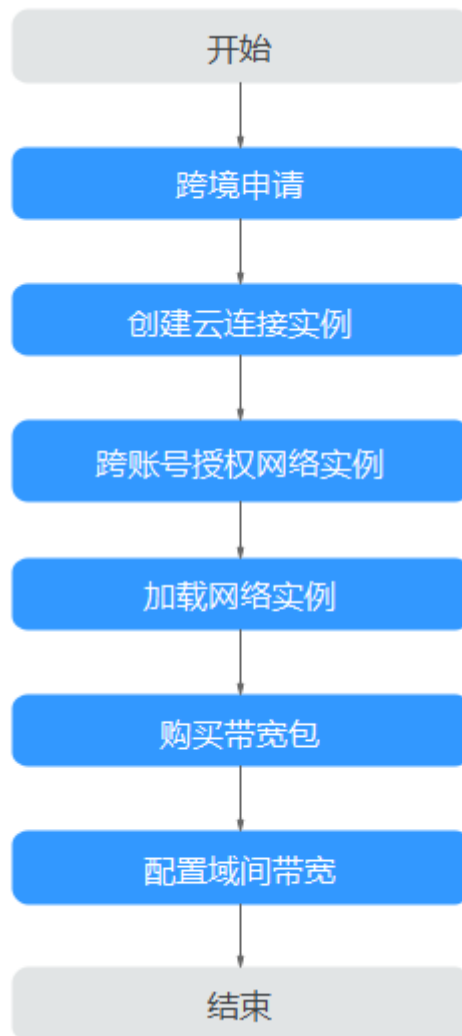 开始
跨境申请
创建云连接实例
跨账号授权网络实例
加载网络实例
购买带宽包
配置域间带宽
结束